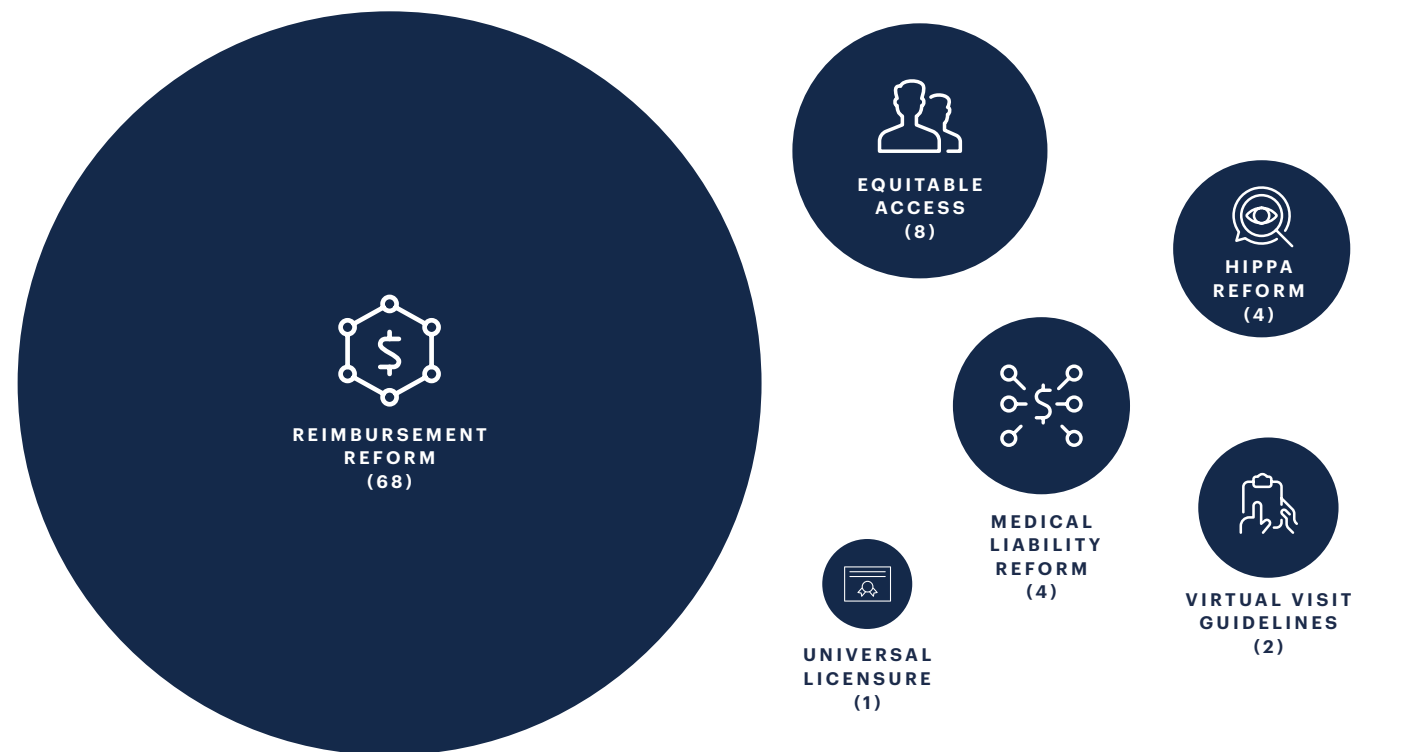 REIMBURSEMENT
REFORM
(68)
EQUITABLE
ACCESS
(8)
HIPPA
REFORM
(4)
MEDICAL
LIABILITY
REFORM
(4)
VIRTUAL VISIT
GUIDELINES
(2)
UNIVERSAL
LICENSURE
(1)